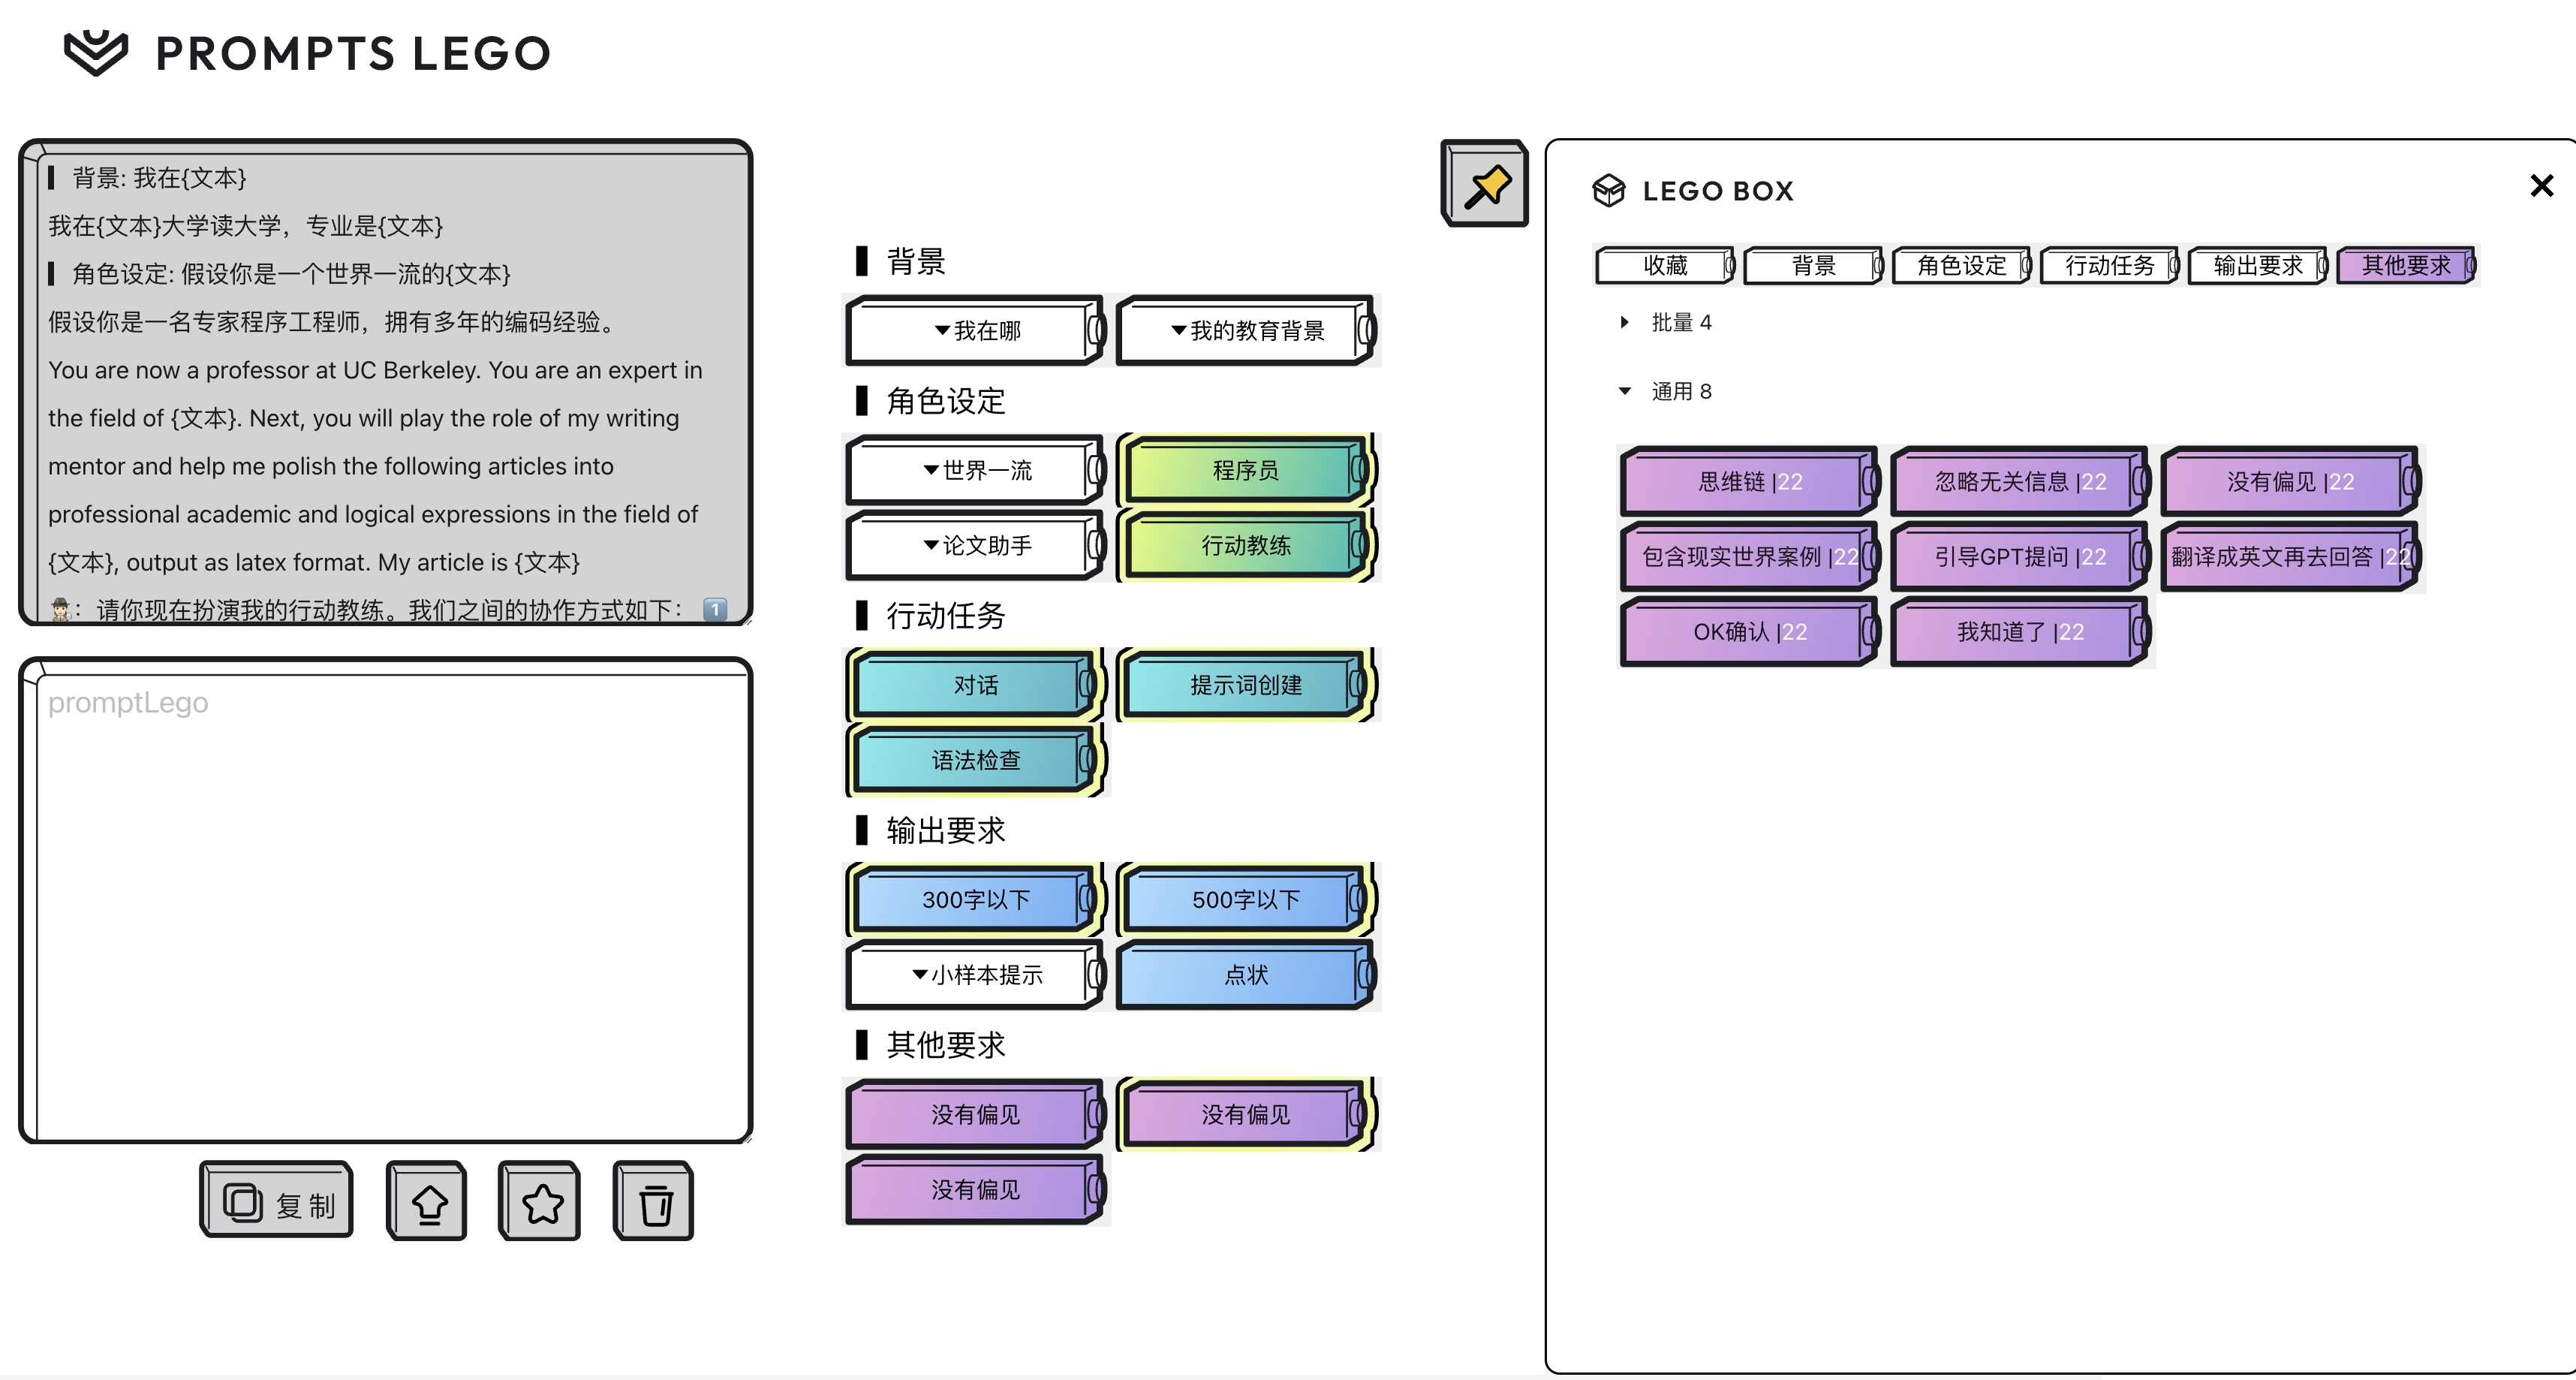 PROMPTS LEGO
背景: 我在{文本}
我在{文本}大学读大学，专业是{文本}
角色设定: 假设你是一个世界一流的{文本}
假设你是一名专家程序工程师，拥有多年的编码经验。
You are now a professor at UC Berkeley. You are an expert in
the field of {文本}. Next, you will play the role of my writing
mentor and help me polish the following articles into
professional academic and logical expressions in the field of
{文本}, output as latex format. My article is {文本}
：请你现在扮演我的行动教练。我们之间的协作方式如下： 1
promptLego
复制
背景
我在哪
我的教育背景
角色设定
世界一流
程序员
论文助手
行动教练
行动任务
对话
提示词创建
语法检查
输出要求
300字以下
500字以下
小样本提示
点状
其他要求
没有偏见
没有偏见
没有偏见
LEGO BOX
收藏
背景
角色设定
行动任务
输出要求
其他要求
批量 4
通用 8
思维链 |22
忽略无关信息 |22
没有偏见 |22
包含现实世界案例 |22
引导GPT提问 |22
翻译成英文再去回答 |22
OK确认 |22
我知道了 |22